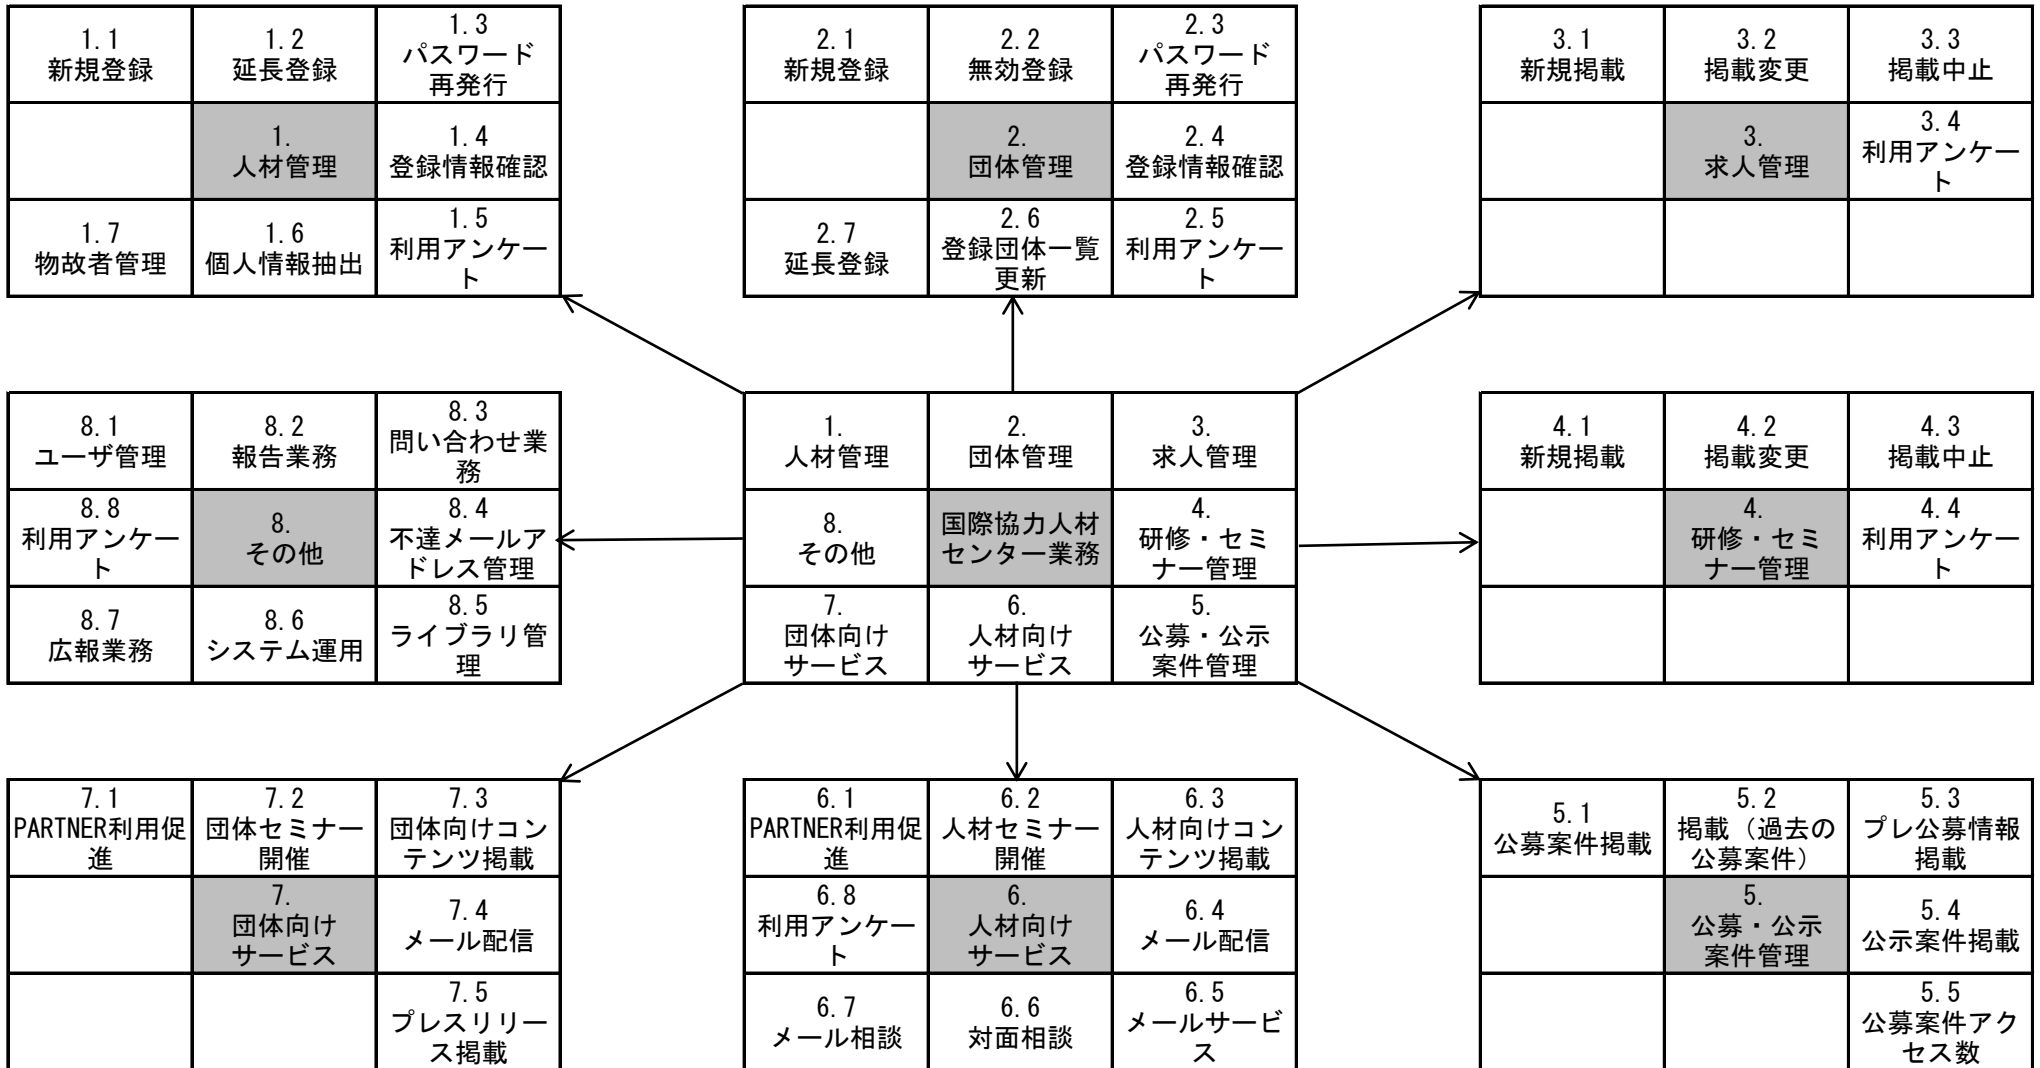 1.1
新規登録
1.2
延長登録
1.3
パスワード
再発行
1.
人材管理
1.4
登録情報確認
1.7
物故者管理
1.6
個人情報抽出
1.5
利用アンケー
ト
2.1
新規登録
2.2
無効登録
2.3
パスワード
再発行
2.
団体管理
2.4
登録情報確認
2.7
延長登録
2.6
登録団体一覧
更新
2.5
利用アンケー
ト
3.1
新規掲載
3.2
掲載変更
3.3
掲載中止
3.
求人管理
3.4
利用アンケー
ト
8.1
ユーザ管理
8.2
報告業務
8.3
問い合わせ業
務
8.8
利用アンケー
ト
8.
その他
8.4
不達メールア
ドレス管理
8.7
広報業務
8.6
システム運用
8.5
ライブラリ管
理
1.
人材管理
2.
団体管理
3.
求人管理
8.
その他
国際協力人材
センター業務
4.
研修・セミ
ナー管理
7.
団体向け
サービス
6.
人材向け
サービス
5.
公募・公示
案件管理
4.1
新規掲載
4.2
掲載変更
4.3
掲載中止
4.
研修・セミ
ナー管理
4.4
利用アンケー
ト
7.1
PARTNER利用促
進
7.2
団体セミナー
開催
7.3
団体向けコン
テンツ掲載
7.
団体向け
サービス
7.4
メール配信
7.5
プレスリリー
ス掲載
6.1
PARTNER利用促
進
6.2
人材セミナー
開催
6.3
人材向けコン
テンツ掲載
6.8
利用アンケー
ト
6.
人材向け
サービス
6.4
メール配信
6.7
メール相談
6.6
対面相談
6.5
メールサービ
ス
5.1
公募案件掲載
5.2
掲載（過去の
公募案件）
5.3
プレ公募情報
掲載
5.
公募・公示
案件管理
5.4
公示案件掲載
5.5
公募案件アク
セス数